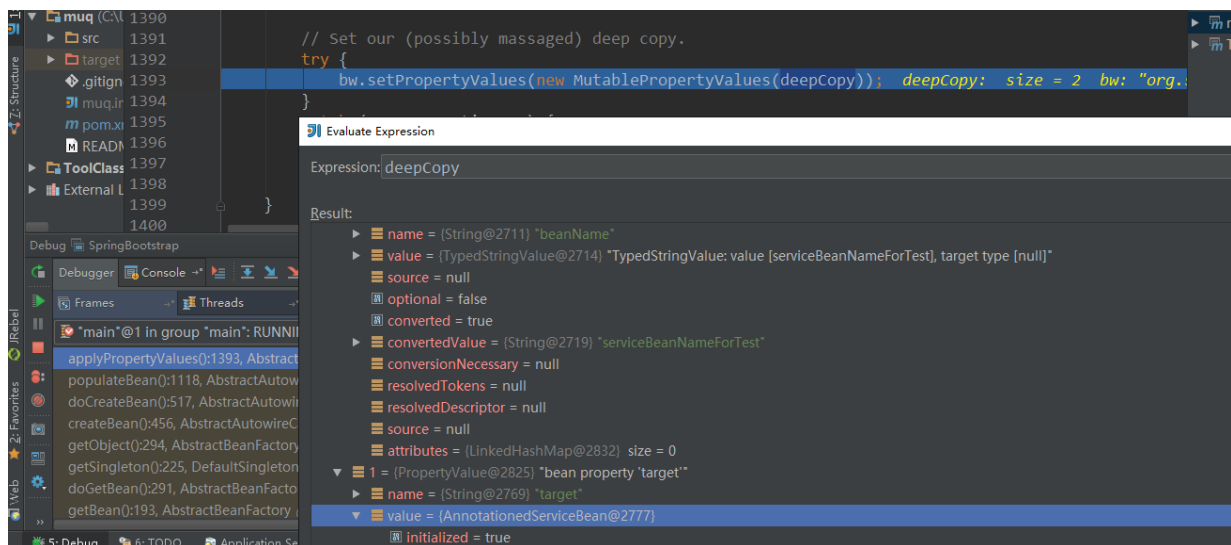 muq (C:\
src
target
.gitign
muq.in
pom.x
READN
ToolClass
External L
1390
1391
1392
1393
1394
1395
1396
1397
1398
1399
1400
// Set our (possibly massaged) deep copy.
try {
bw.setPropertyValues(new MutablePropertyValues(deepCopy)); deepCopy: size = 2 bw: "org.s
}
}
Z: Structure
JRebel
2: Favorites
Web
Evaluate Expression
Expression: deepCopy
Result:
name = {String@2711} "beanName"
value = {TypedStringValue@2714} "TypedStringValue: value [serviceBeanNameForTest], target type [null]"
source = null
optional = false
converted = true
convertedValue = {String@2719} "serviceBeanNameForTest"
conversionNecessary = null
resolvedTokens = null
resolvedDescriptor = null
source = null
attributes = {LinkedHashMap@2832} size = 0
1 = {PropertyValue@2825} "bean property 'target'"
name = {String@2769} "target"
value = {AnnotationedServiceBean@2777}
initialized = true
Debug SpringBootstrap
Debugger Console
Frames Threads
"main"@1 in group "main": RUNNI
applyPropertyValues():1393, Abstract
populateBean():1118, AbstractAutow
doCreateBean():517, AbstractAutowi
createBean():456, AbstractAutowireC
getObject():294, AbstractBeanFactory
getSingleton():225, DefaultSingleton
doGetBean():291, AbstractBeanFacto
getBean():193, AbstractBeanFactory
5: Debug 6: TODO Application Se